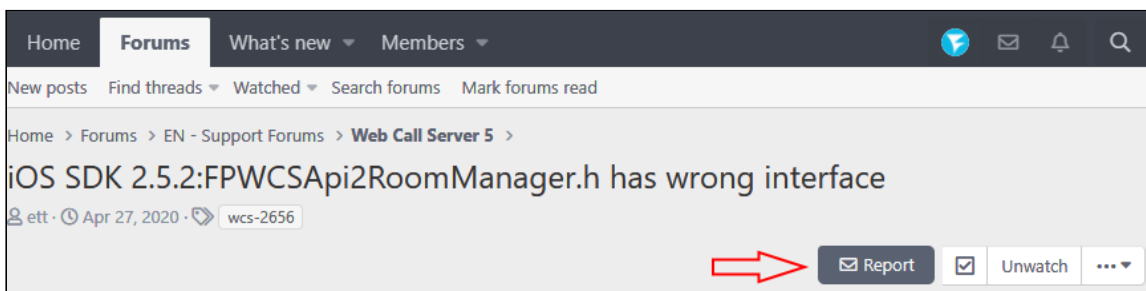 Home Forums What's new Members
New posts Find threads Watched Search forums Mark forums read
Home > Forums > EN - Support Forums > Web Call Server 5 >
iOS SDK 2.5.2:FPWCSApi2RoomManager.h has wrong interface
ett · Apr 27, 2020 · wcs-2656
Report Unwatch •••